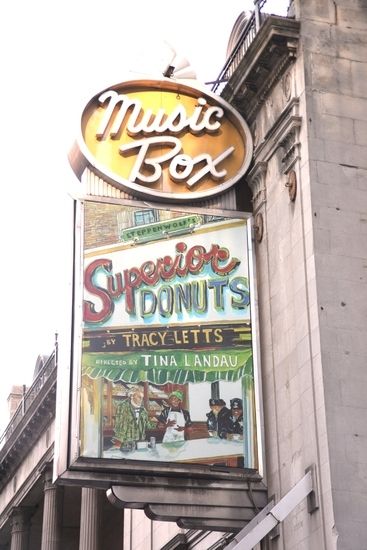 Music
Box
STEPPENWOLF'S
Superior
DONUTS
BY TRACY LETTS
DIRECTED BY TINA LANDAU